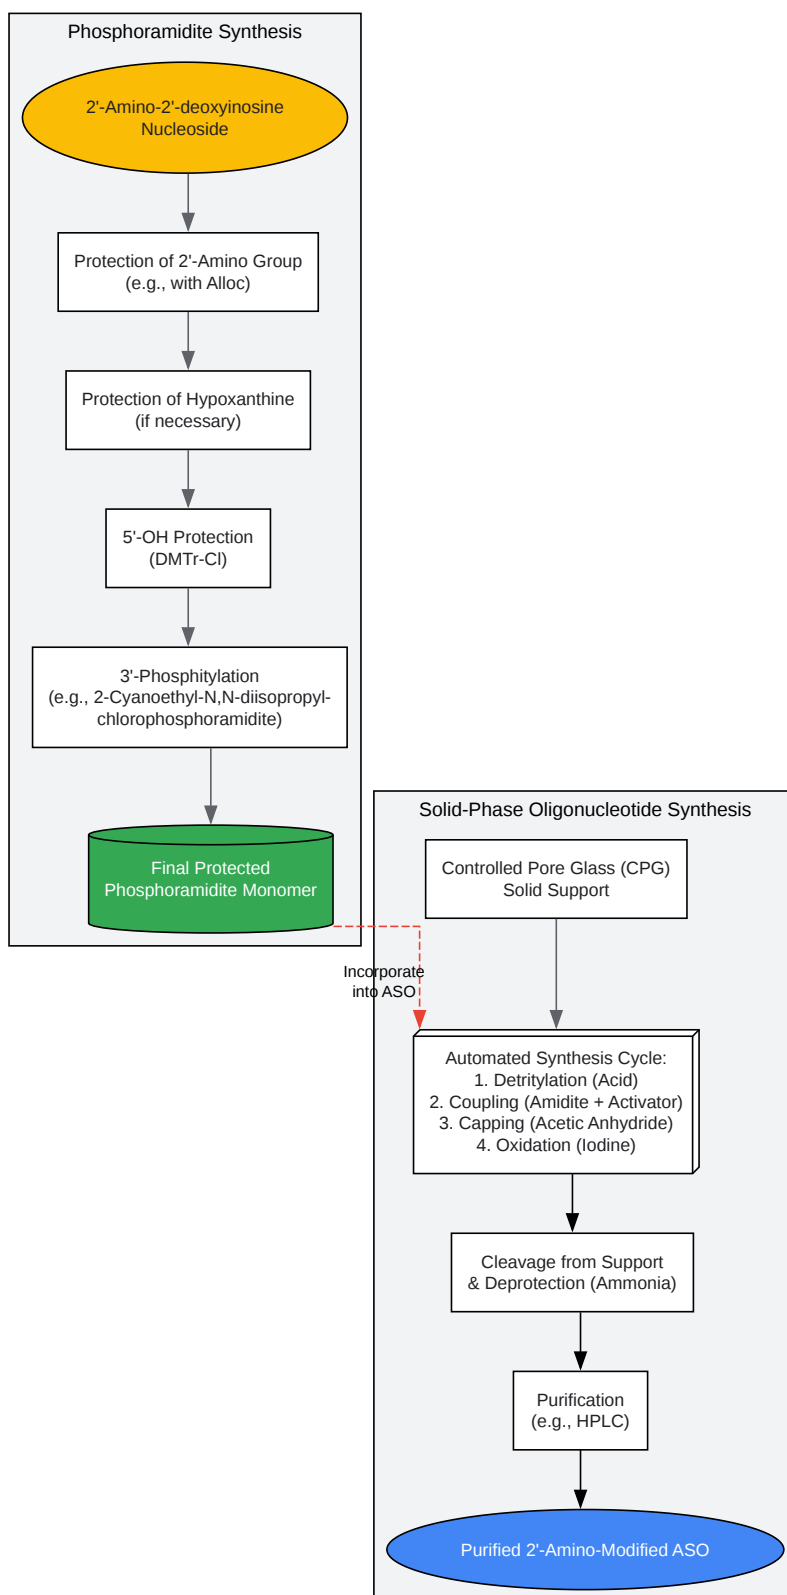 Phosphoramidite Synthesis
2'-Amino-2'-deoxyinosine
Nucleoside
Protection of 2'-Amino Group
(e.g., with Alloc)
Protection of Hypoxanthine
(if necessary)
5'-OH Protection
(DMTr-Cl)
3'-Phosphitylation
(e.g., 2-Cyanoethyl-N,N-diisopropyl-
chlorophosphoramidite)
Final Protected
Phosphoramidite Monomer
Incorporate
into ASO
Solid-Phase Oligonucleotide Synthesis
Controlled Pore Glass (CPG)
Solid Support
Automated Synthesis Cycle:
1. Detritylation (Acid)
2. Coupling (Amidite + Activator)
3. Capping (Acetic Anhydride)
4. Oxidation (Iodine)
Cleavage from Support
& Deprotection (Ammonia)
Purification
(e.g., HPLC)
Purified 2'-Amino-Modified ASO